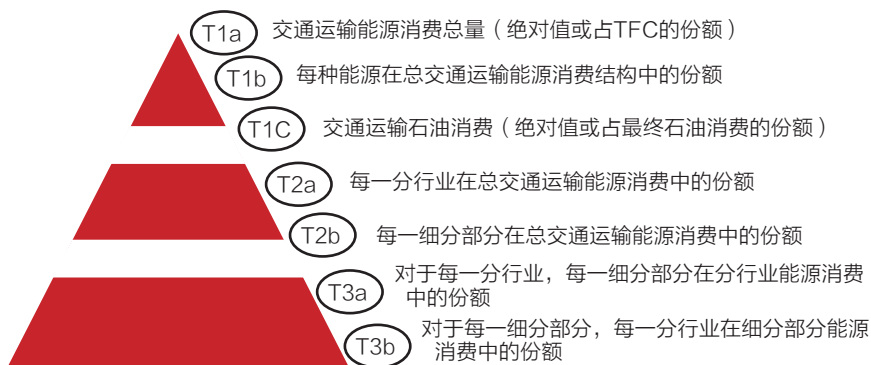 T1a 交通运输能源消费总量（绝对值或占TFC的份额）
T1b 每种能源在总交通运输能源消费结构中的份额
T1C 交通运输石油消费（绝对值或占最终石油消费的份额）
T2a 每一分行业在总交通运输能源消费中的份额
T2b 每一细分部分在总交通运输能源消费中的份额
T3a 对于每一分行业，每一细分部分在分行业能源消费
中的份额
T3b 对于每一细分部分，每一分行业在细分部分能源
消费中的份额